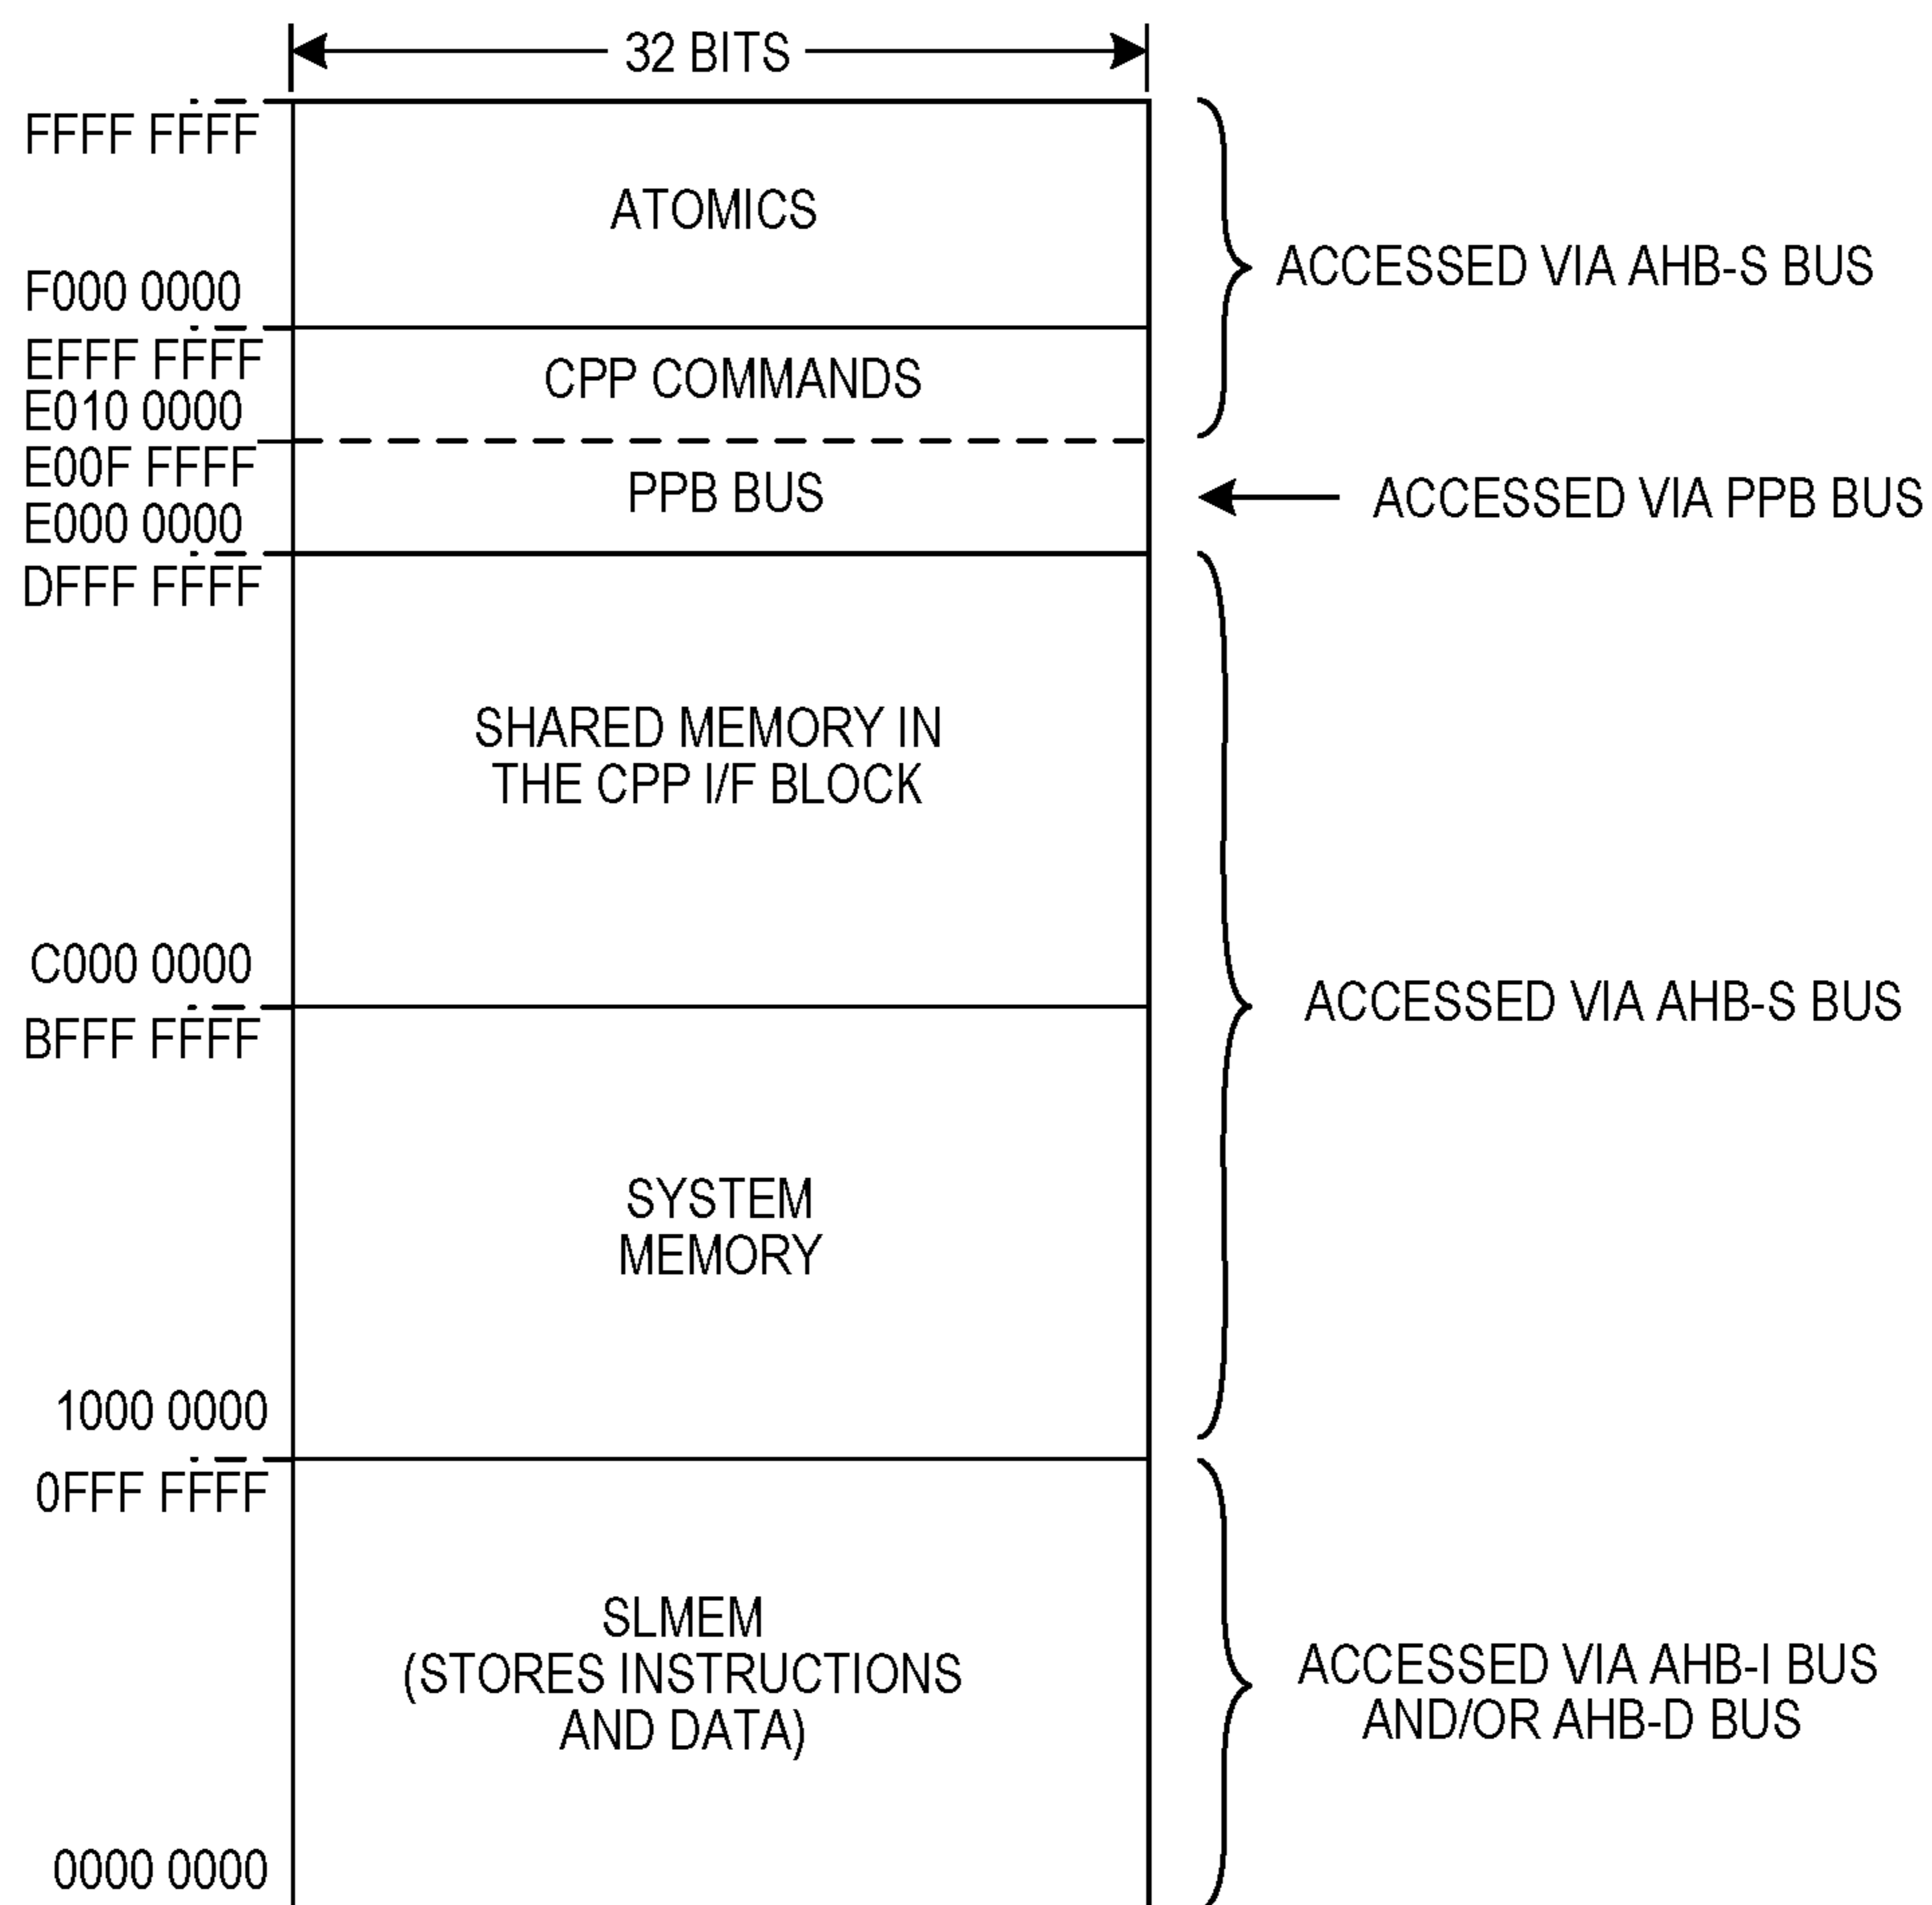 32 BITS
FFFF FFFF
ATOMICS
ACCESSED VIA AHB-S BUS
F000 0000
EFFF FFFF
CPP COMMANDS
E010 0000
E00F FFFF
PPB BUS
ACCESSED VIA PPB BUS
E000 0000
DFFF FFFF
SHARED MEMORY IN
THE CPP I/F BLOCK
C000 0000
ACCESSED VIA AHB-S BUS
BFFF FFFF
SYSTEM
MEMORY
1000 0000
0FFF FFFF
SLMEM
(STORES INSTRUCTIONS
AND DATA)
ACCESSED VIA AHB-I BUS
AND/OR AHB-D BUS
0000 0000